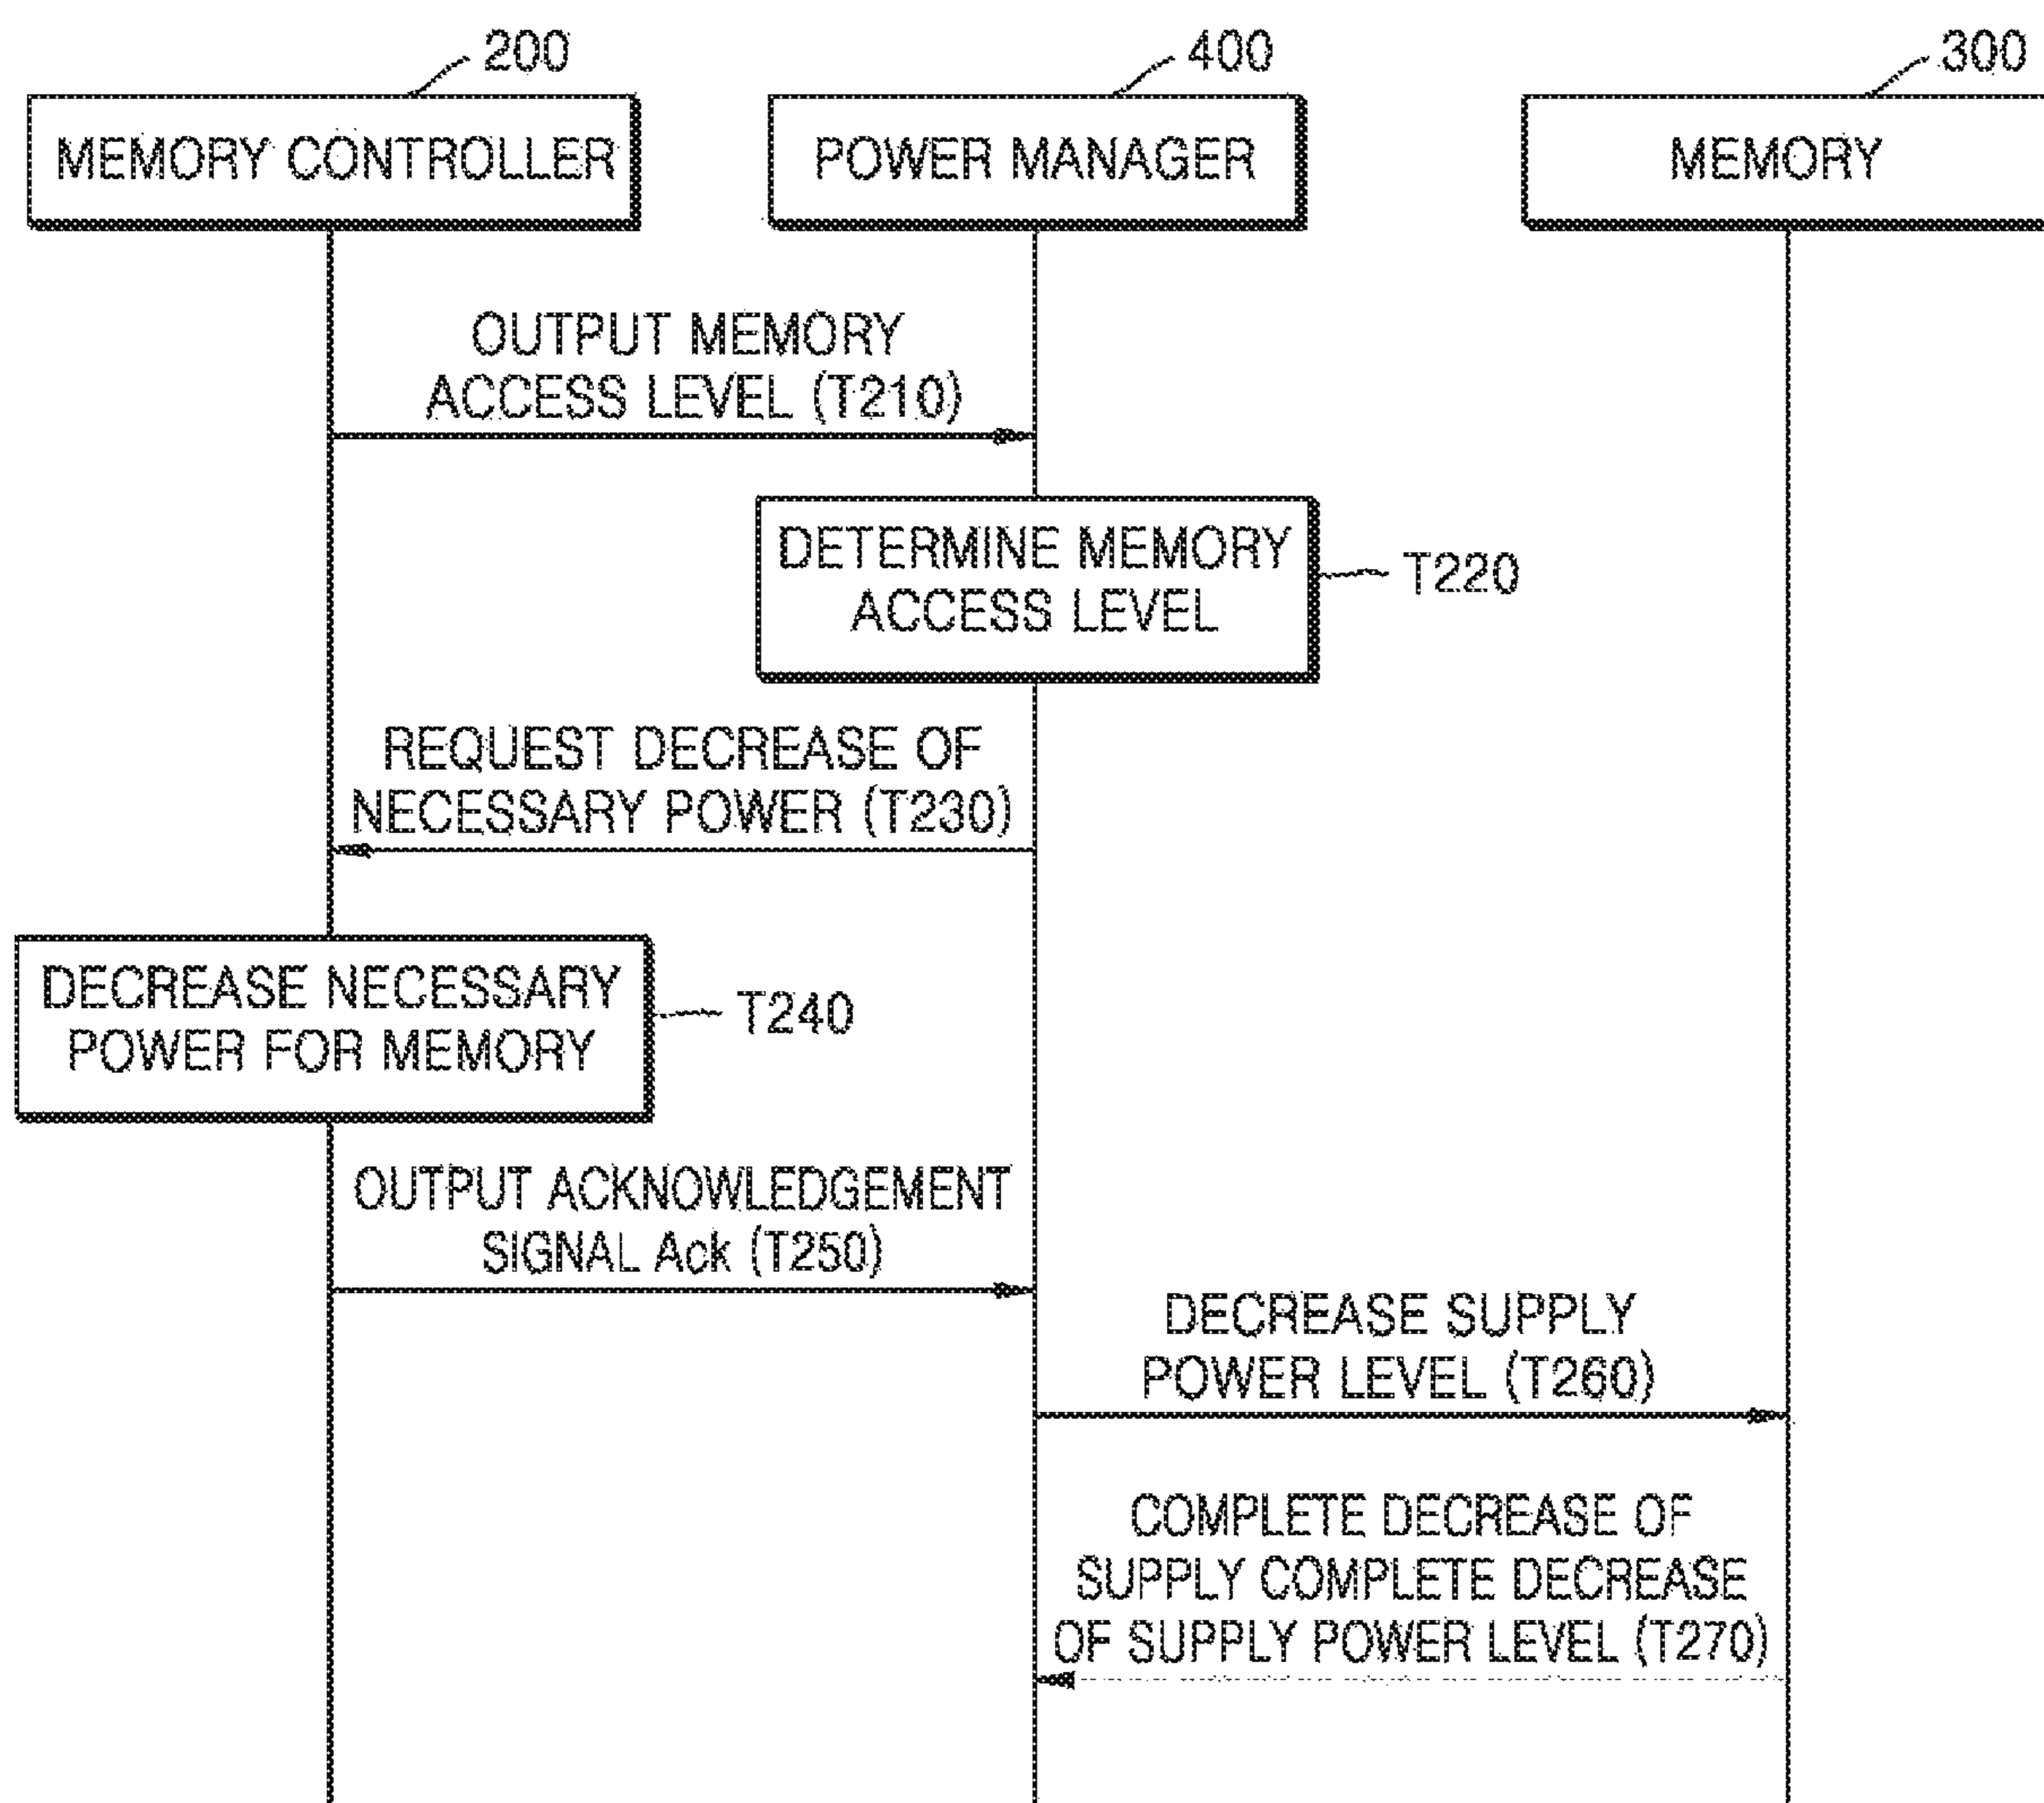 200
400
300
MEMORY CONTROLLER
POWER MANAGER
MEMORY
OUTPUT MEMORY
ACCESS LEVEL (T210)
DETERMINE MEMORY
ACCESS LEVEL
T220
REQUEST DECREASE OF
NECESSARY POWER (T230)
DECREASE NECESSARY
POWER FOR MEMORY
T240
OUTPUT ACKNOWLEDGEMENT
SIGNAL Ack (T250)
DECREASE SUPPLY
POWER LEVEL (T260)
COMPLETE DECREASE OF
SUPPLY COMPLETE DECREASE
OF SUPPLY POWER LEVEL (T270)